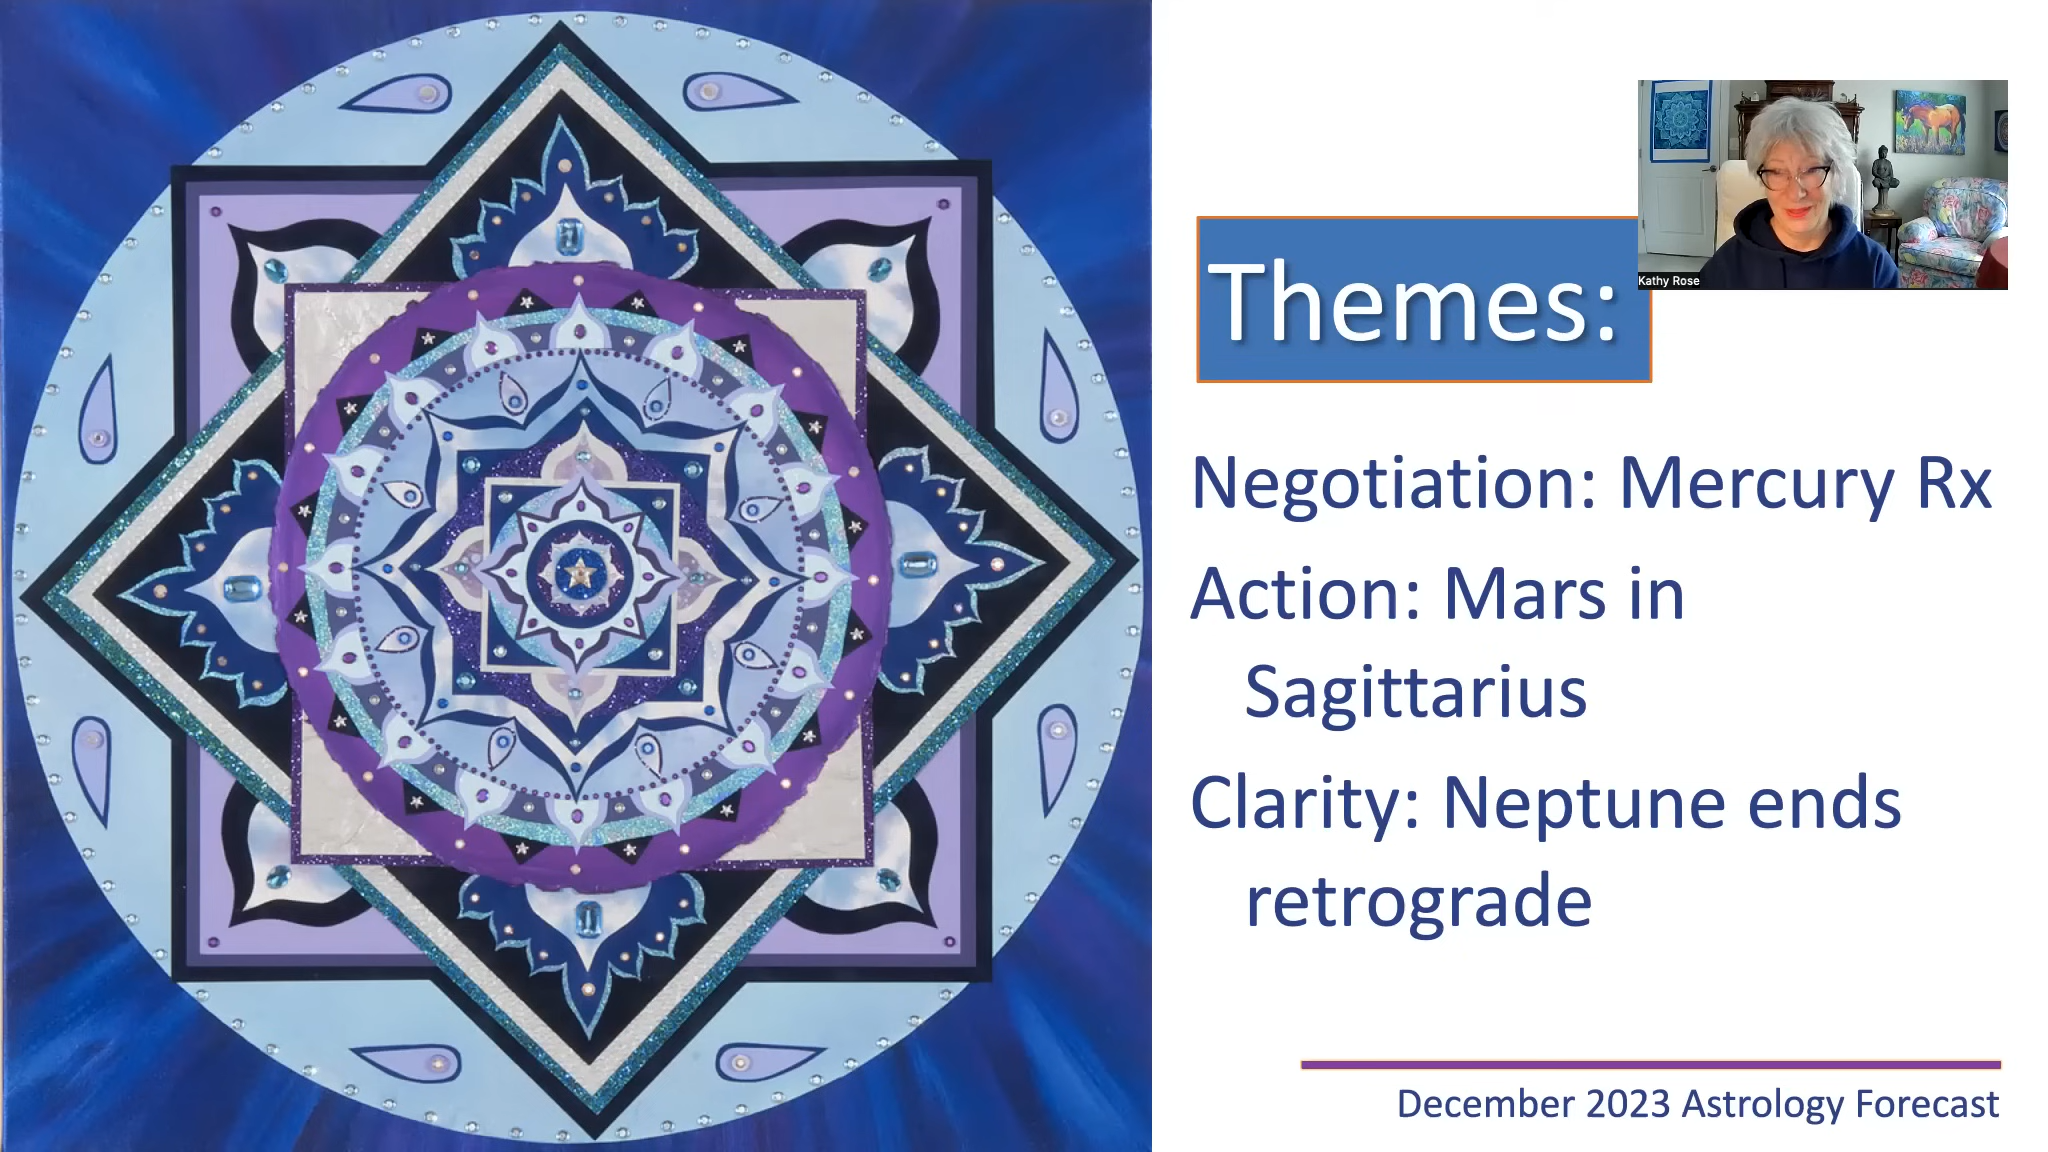 Themes:
Kathy Rose
Negotiation: Mercury Rx
Action: Mars in
Sagittarius
Clarity: Neptune ends
retrograde
December 2023 Astrology Forecast